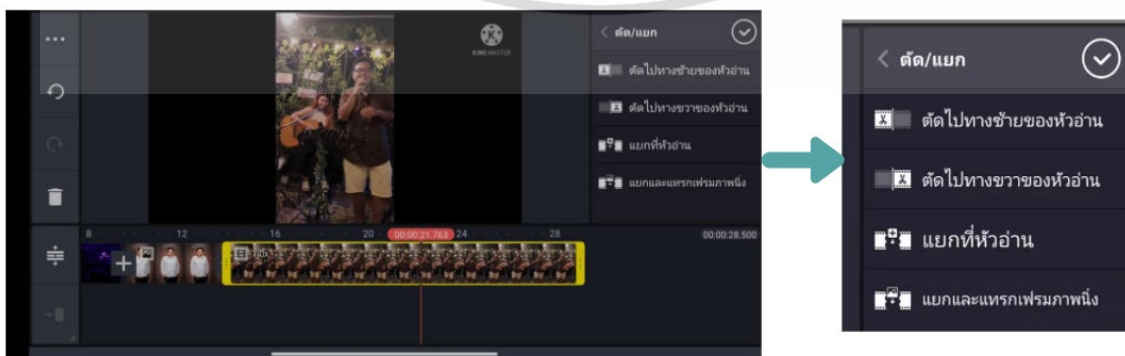 KINEMASTER
ตัด/แยก
ตัดไปทางซ้ายของหัวอ่าน
ตัดไปทางขวาของหัวอ่าน
แยกที่หัวอ่าน
แยกและแทรกเฟรมภาพนิ่ง
8 12 16 20 00:00:21.763 24 28 00:00:28.500
ตัด/แยก
ตัดไปทางซ้ายของหัวอ่าน
ตัดไปทางขวาของหัวอ่าน
แยกที่หัวอ่าน
แยกและแทรกเฟรมภาพนิ่ง